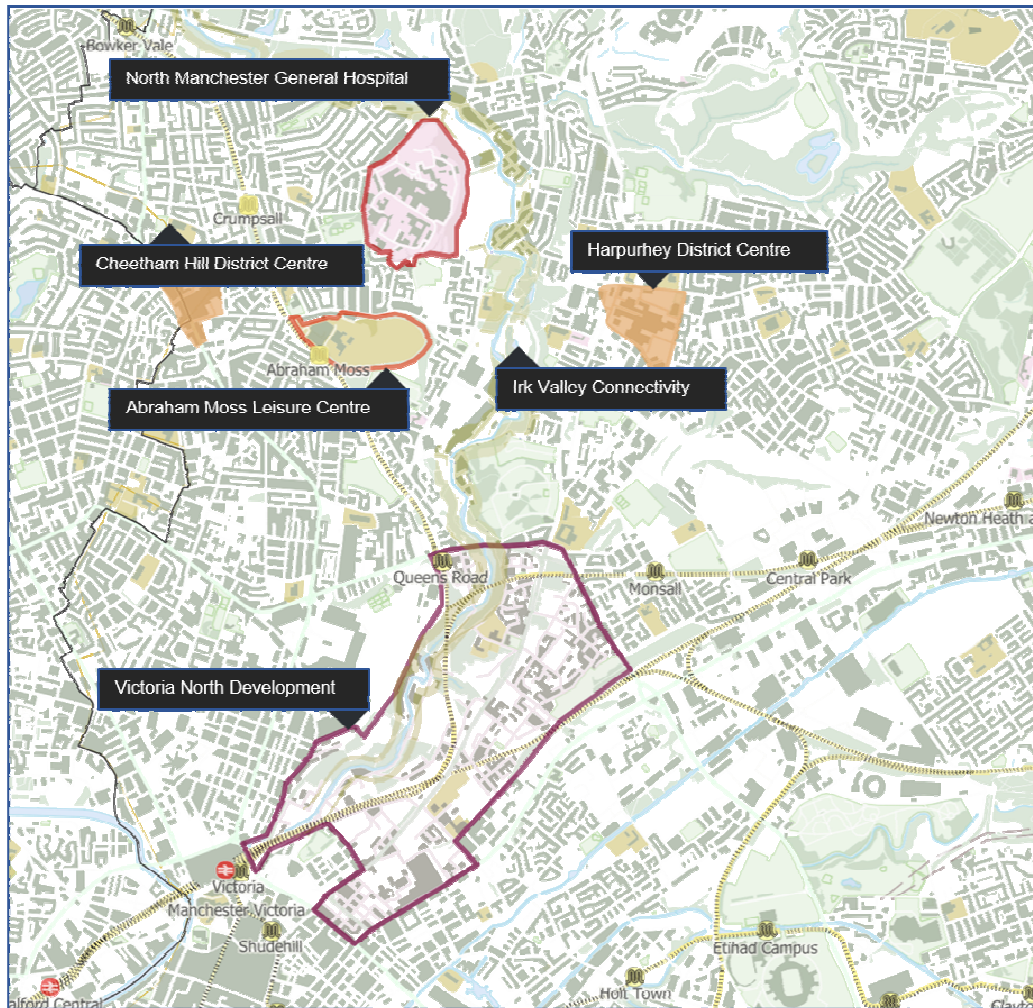 Bowker Vale
North Manchester General Hospital
Crumpsall
Cheetham Hill District Centre
Harpurhey District Centre
Abraham Moss
Irk Valley Connectivity
Abraham Moss Leisure Centre
Newton Heath
Queens Road
Central Park
Monsall
Victoria North Development
Victoria
Manchester Victoria
Shudehill
Etihad Campus
Holt Town
alford Central